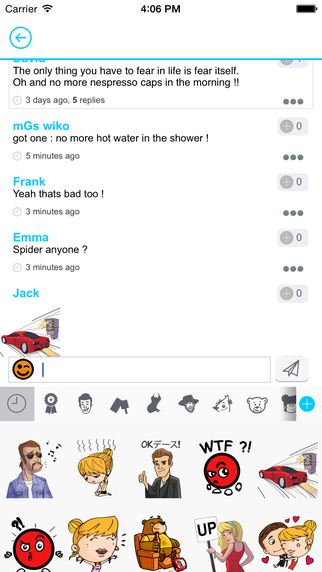 Carrier 4:06 PM
David
The only thing you have to fear in life is fear itself.
Oh and no more nespresso caps in the morning !!
3 days ago, 5 replies
mGs wiko
0
got one : no more hot water in the shower !
5 minutes ago
Frank
0
Yeah thats bad too !
3 minutes ago
Emma
0
Spider anyone ?
3 minutes ago
Jack
0
OKデース!
WTF ?!
?!
UP